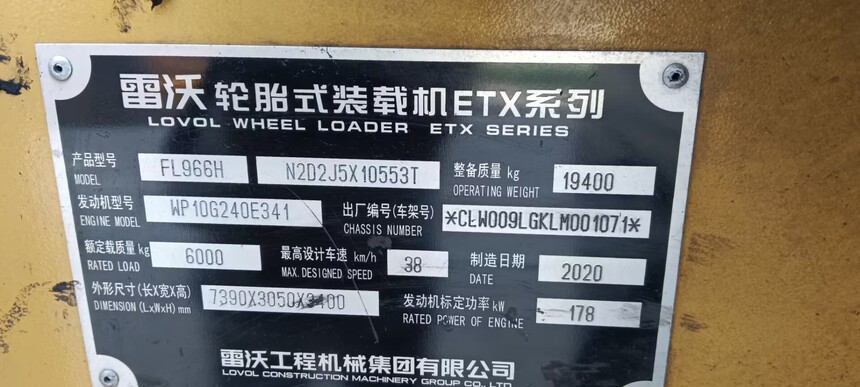 雷沃轮胎式装载机ETX系列
LOVOL WHEEL LOADER ETX SERIES
产品型号 MODEL FL966H N2D2J5X10553T
整备质量 kg OPERATING WEIGHT 19400
发动机型号 ENGINE MODEL WP10G240E341
出厂编号(车架号) CHASSIS NUMBER *CLW009LGKLM001071*
额定载质量 kg RATED LOAD 6000
最高设计车速 km/h MAX. DESIGNED SPEED 38
制造日期 DATE 2020
外形尺寸(长X宽X高) DIMENSION (LxWxH) mm 7390X3050X3400
发动机标定功率 kW RATED POWER OF ENGINE 178
雷沃工程机械集团有限公司
LOVOL CONSTRUCTION MACHINERY GROUP CO., LTD